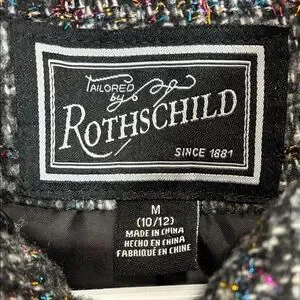 TAILORED
by
ROTHSCHILD
SINCE 1881
M
(10/12)
MADE IN CHINA
HECHO EN CHINA
FABRIQUÉ EN CHINE